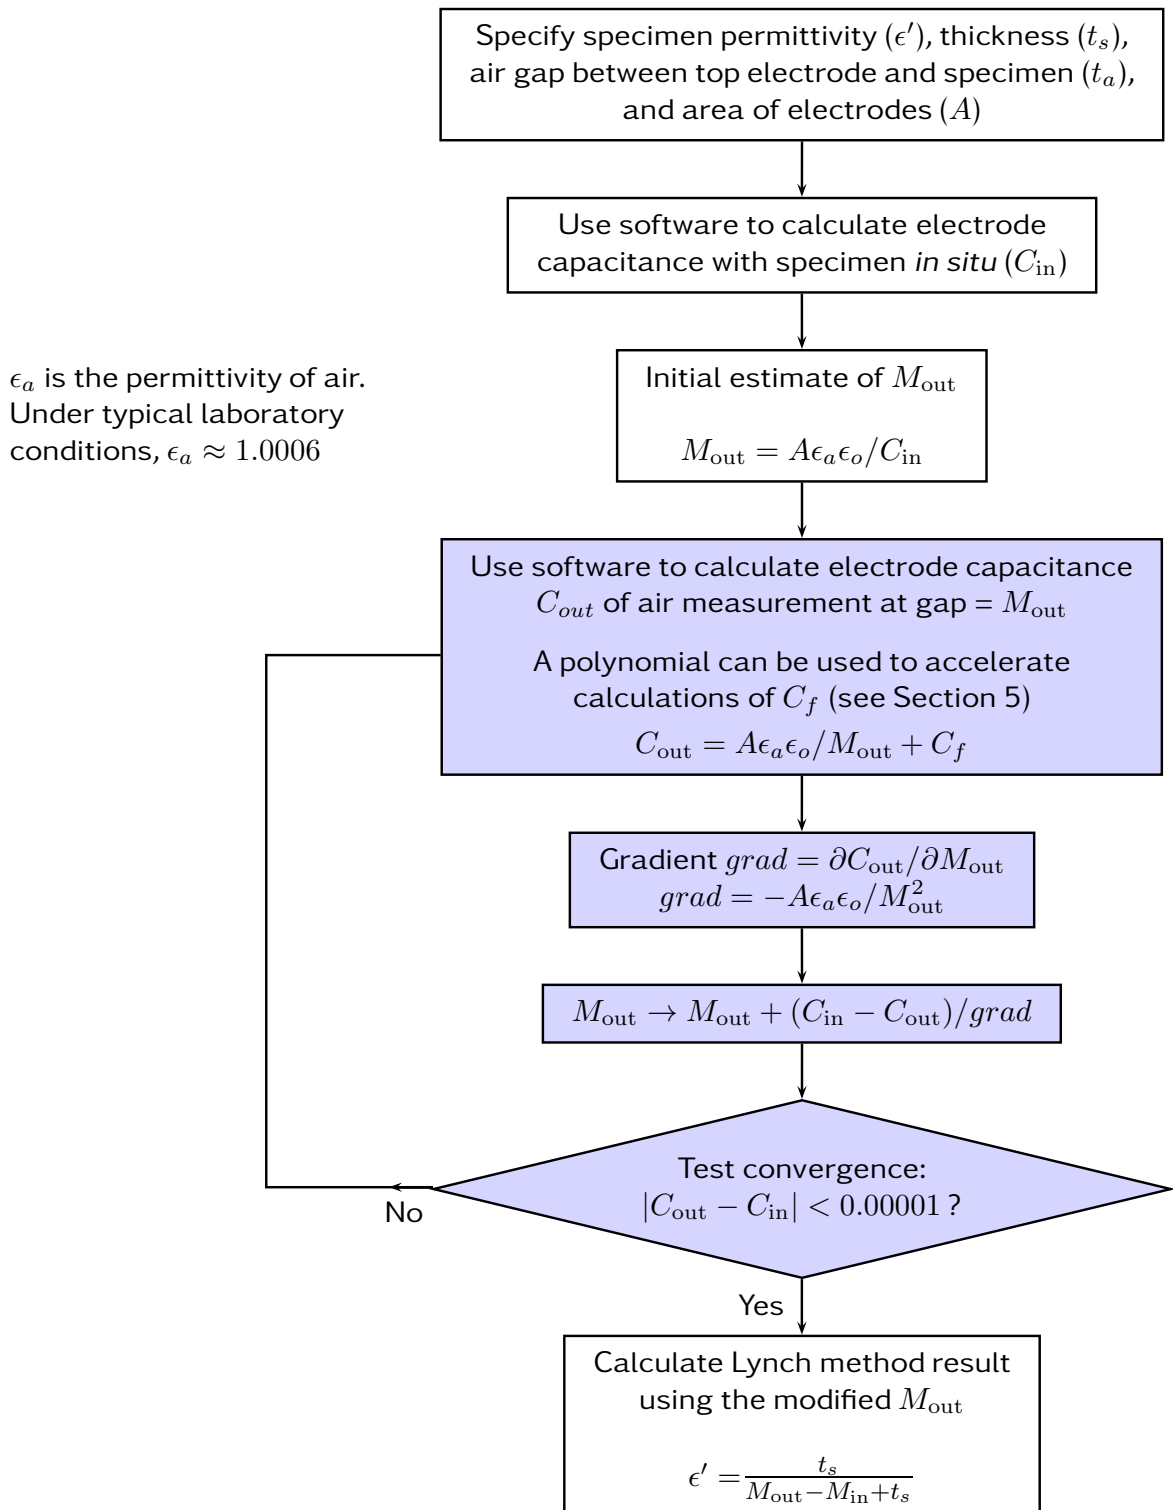 Specify specimen permittivity (ϵ′), thickness (t_s),
air gap between top electrode and specimen (t_a),
and area of electrodes (A)
Use software to calculate electrode
capacitance with specimen in situ (C_in)
ϵ_a is the permittivity of air.
Under typical laboratory
conditions, ϵ_a ≈ 1.0006
Initial estimate of M_out
M_out = Aϵ_aϵ_o/C_in
Use software to calculate electrode capacitance
C_out of air measurement at gap = M_out
A polynomial can be used to accelerate
calculations of C_f (see Section 5)
C_out = Aϵ_aϵ_o/M_out + C_f
Gradient grad = ∂C_out/∂M_out
grad = −Aϵ_aϵ_o/M²_out
M_out → M_out + (C_in − C_out)/grad
Test convergence:
|C_out − C_in| < 0.00001 ?
No
Yes
Calculate Lynch method result
using the modified M_out
ϵ′ = t_s / (M_out − M_in + t_s)